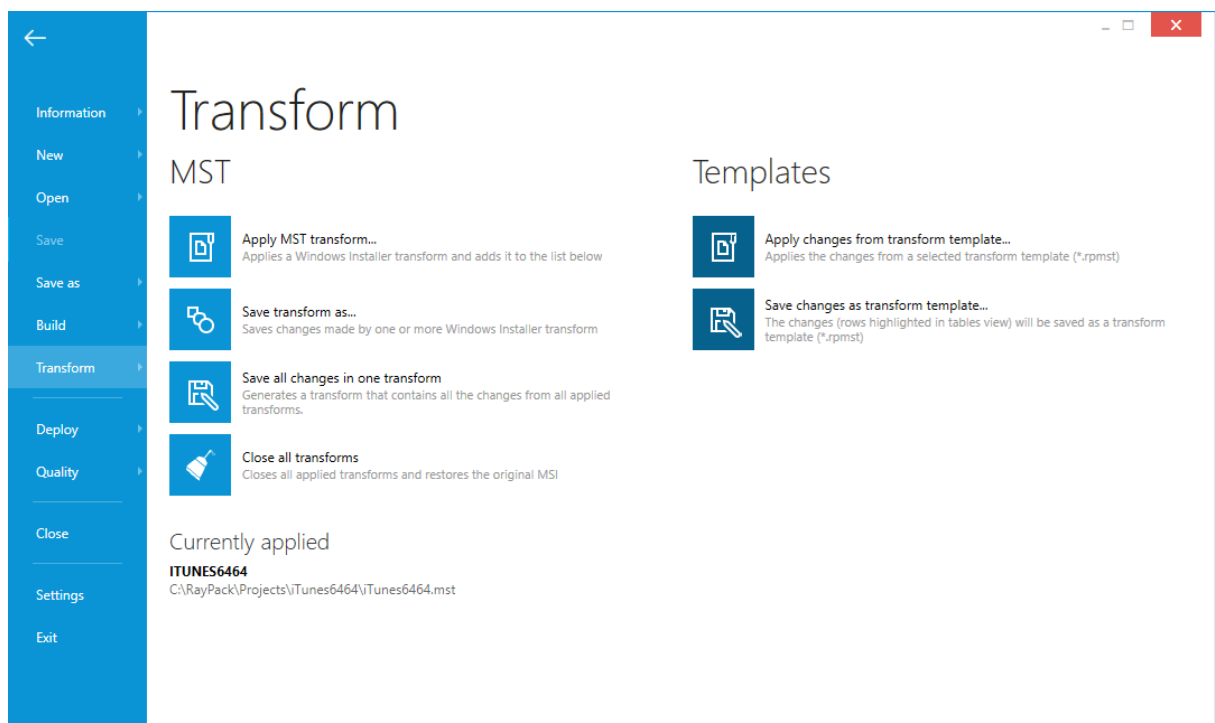 Information
New
Open
Save
Save as
Build
Transform
Deploy
Quality
Close
Settings
Exit
Transform
MST
Apply MST transform...
Applies a Windows Installer transform and adds it to the list below
Save transform as...
Saves changes made by one or more Windows Installer transform
Save all changes in one transform
Generates a transform that contains all the changes from all applied
transforms.
Close all transforms
Closes all applied transforms and restores the original MSI
Currently applied
ITUNES6464
C:\RayPack\Projects\iTunes6464\iTunes6464.mst
Templates
Apply changes from transform template...
Applies the changes from a selected transform template (*.rpmst)
Save changes as transform template...
The changes (rows highlighted in tables view) will be saved as a transform
template (*.rpmst)